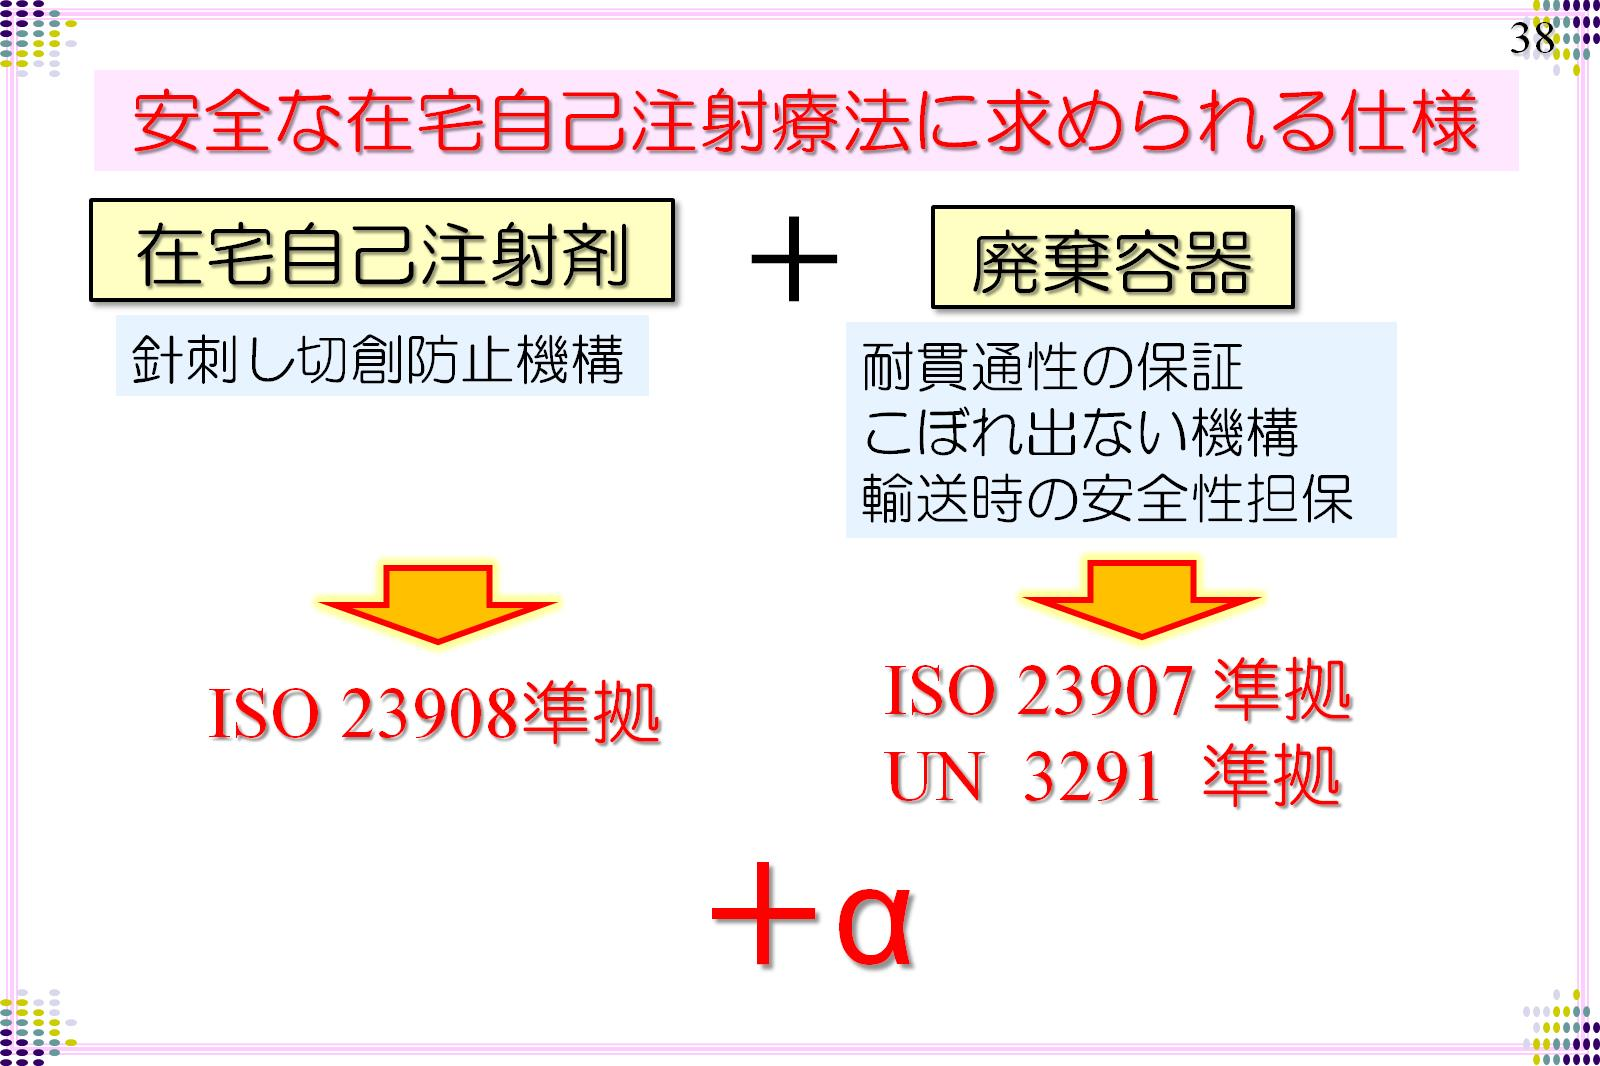 38
安全な在宅自己注射療法に求められる仕様
在宅自己注射剤
＋
廃棄容器
針刺し切創防止機構
耐貫通性の保証
こぼれ出ない機構
輸送時の安全性担保
ISO 23908準拠
ISO 23907 準拠
UN 3291 準拠
＋α